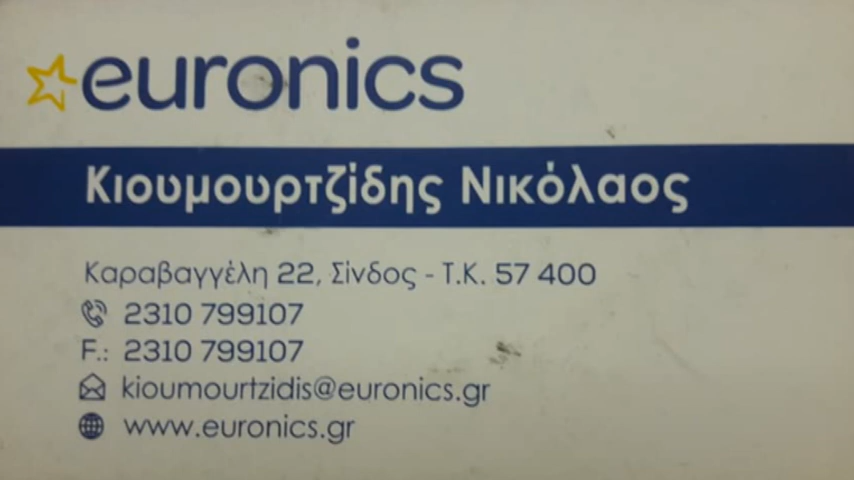 euronics
Κιουμουρτζίδης Νικόλαος
Καραβαγγέλη 22, Σίνδος - Τ.Κ. 57 400
2310 799107
F.: 2310 799107
kioumourtzidis@euronics.gr
www.euronics.gr